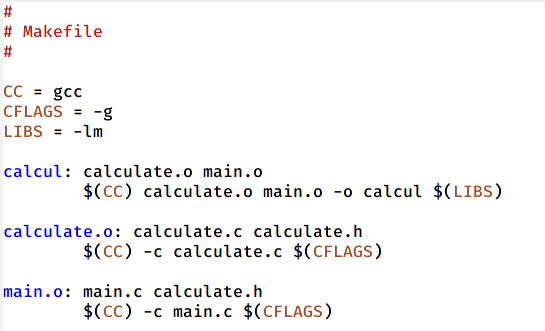 #
# Makefile
#

CC = gcc
CFLAGS = -g
LIBS = -lm

calcul: calculate.o main.o
        $(CC) calculate.o main.o -o calcul $(LIBS)

calculate.o: calculate.c calculate.h
        $(CC) -c calculate.c $(CFLAGS)

main.o: main.c calculate.h
        $(CC) -c main.c $(CFLAGS)